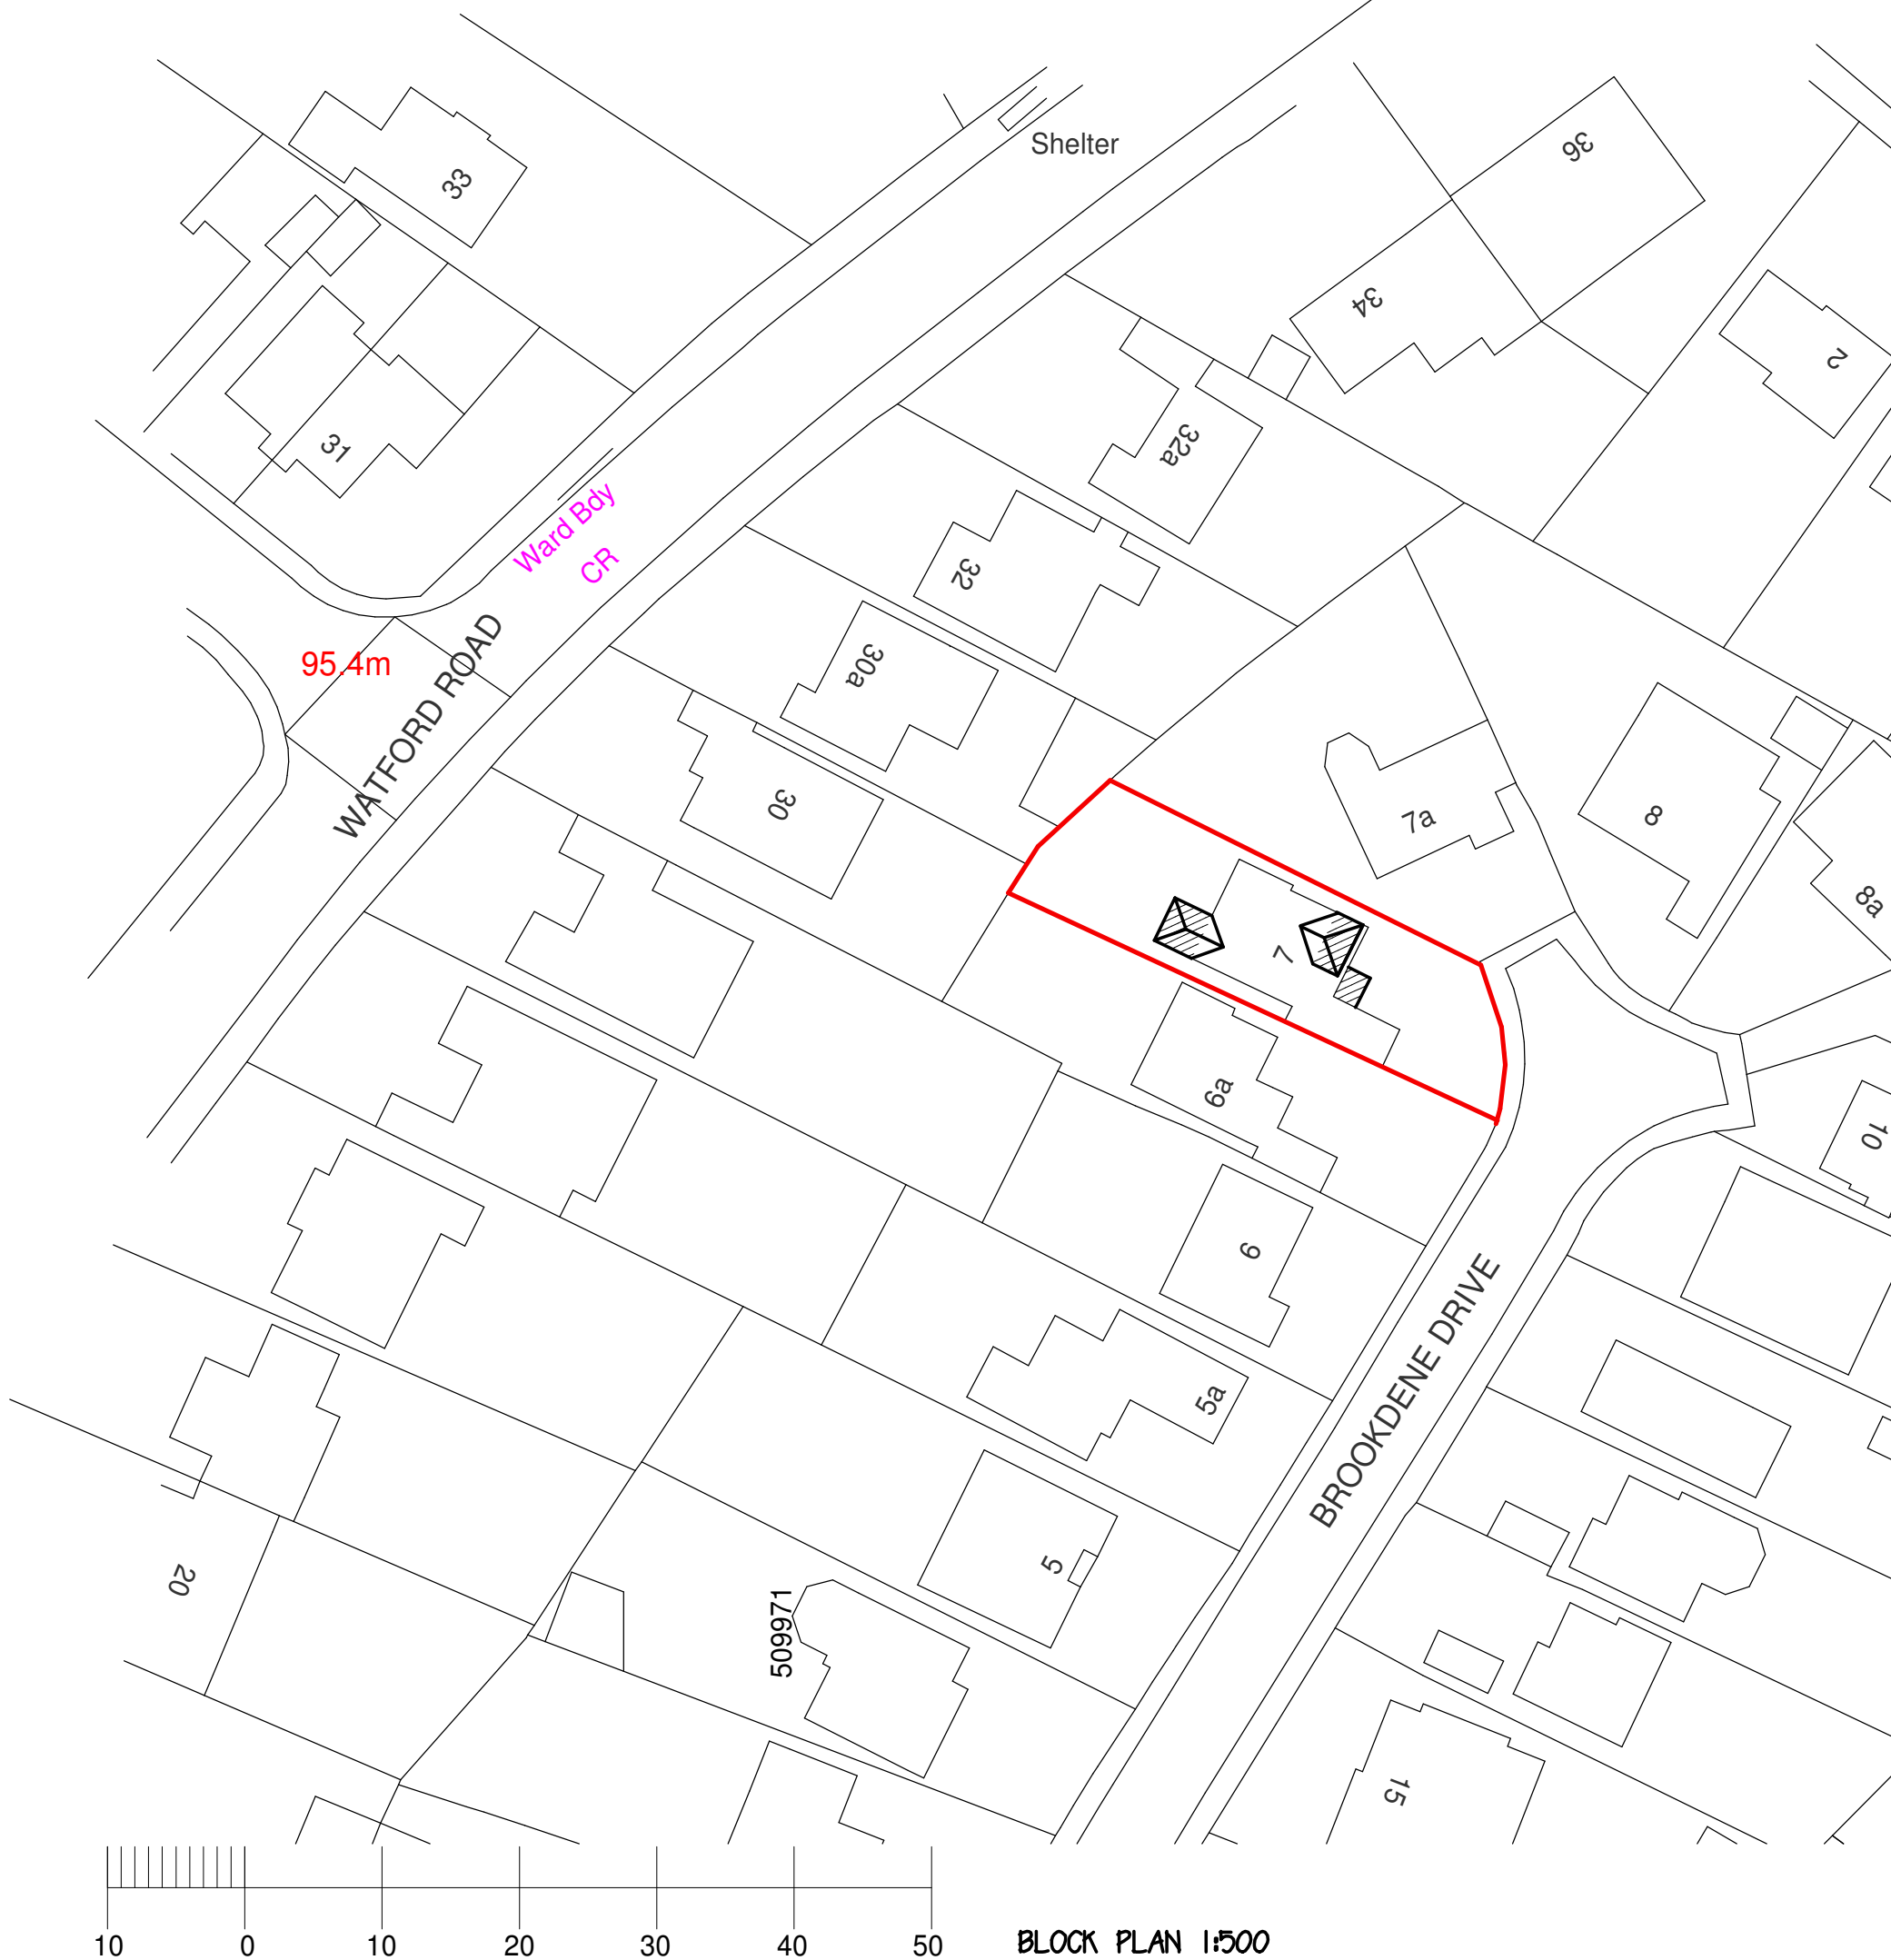 Shelter
36
33
34
2
31
32a
Ward Bdy
CR
32
95.4m
WATFORD ROAD
30a
30
7a
8
8a
7
6a
10
6
BROOKDENE DRIVE
5a
5
20
509971
15
10 0 10 20 30 40 50
BLOCK PLAN 1:500